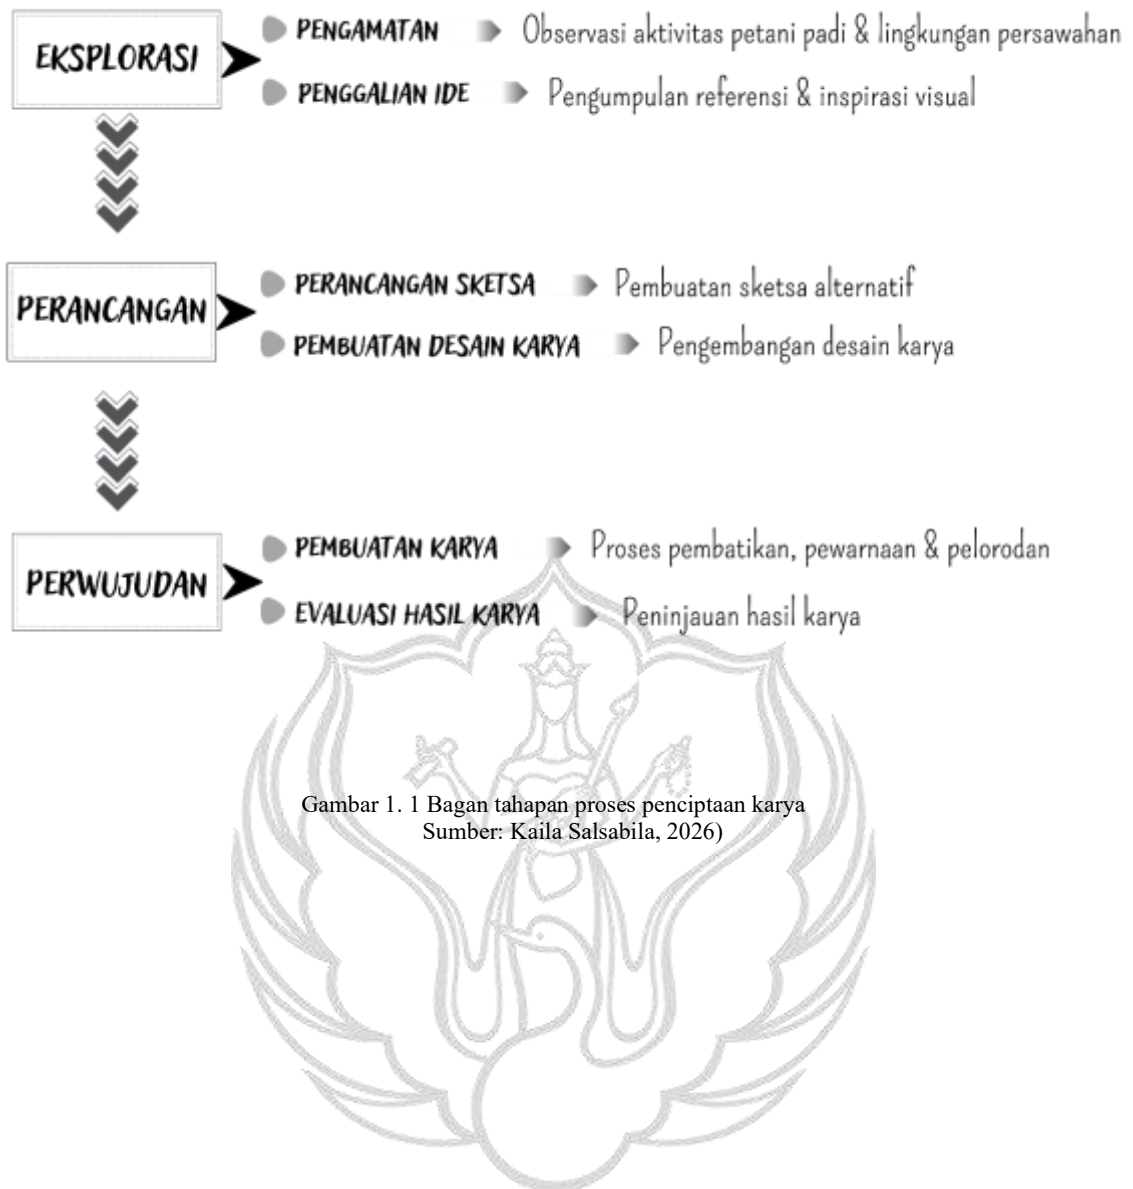 EKSPLORASI
PENGAMATAN Observasi aktivitas petani padi & lingkungan persawahan
PENGGALIAN IDE Pengumpulan referensi & inspirasi visual
PERANCANGAN
PERANCANGAN SKETSA Pembuatan sketsa alternatif
PEMBUATAN DESAIN KARYA Pengembangan desain karya
PERWUJUDAN
PEMBUATAN KARYA Proses pembatikan, pewarnaan & pelorodan
EVALUASI HASIL KARYA Peninjauan hasil karya
Gambar 1. 1 Bagan tahapan proses penciptaan karya
Sumber: Kaila Salsabila, 2026)